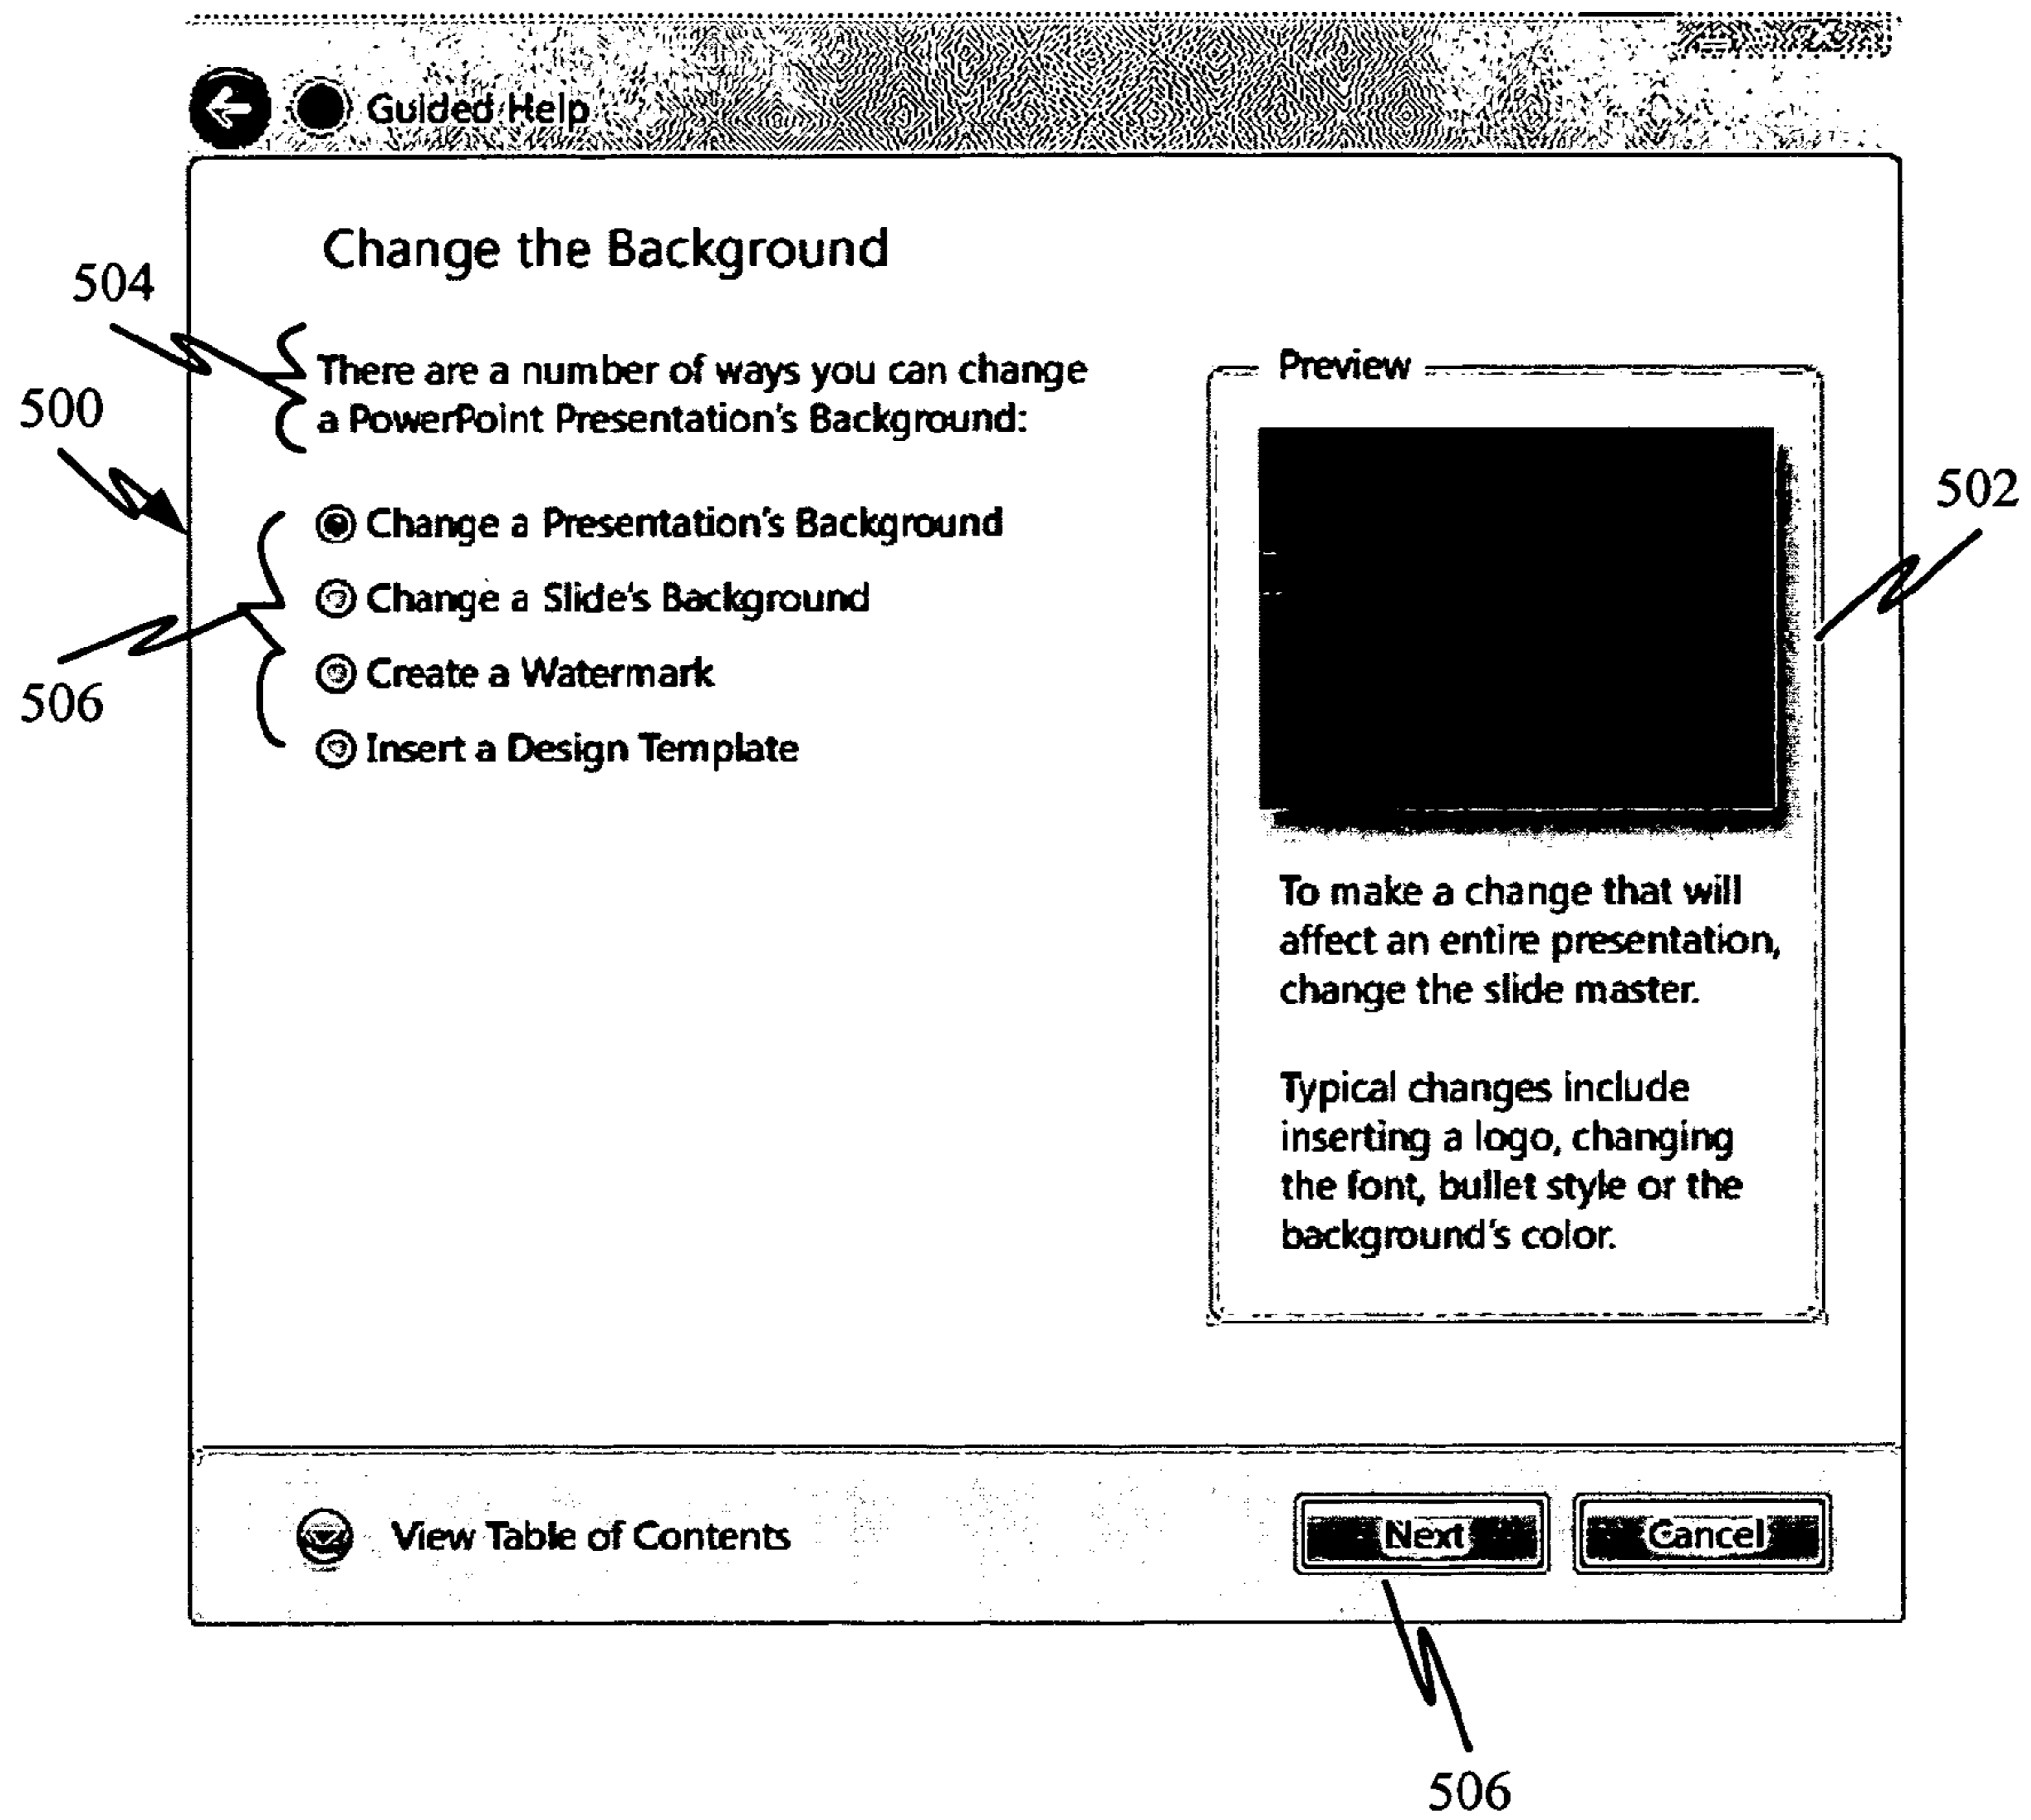 Guided Help
Change the Background
504
There are a number of ways you can change
a PowerPoint Presentation's Background:
500
Change a Presentation's Background
Change a Slide's Background
Create a Watermark
Insert a Design Template
506
Preview
502
To make a change that will
affect an entire presentation,
change the slide master.
Typical changes include
inserting a logo, changing
the font, bullet style or the
background's color.
View Table of Contents
Next
Cancel
506